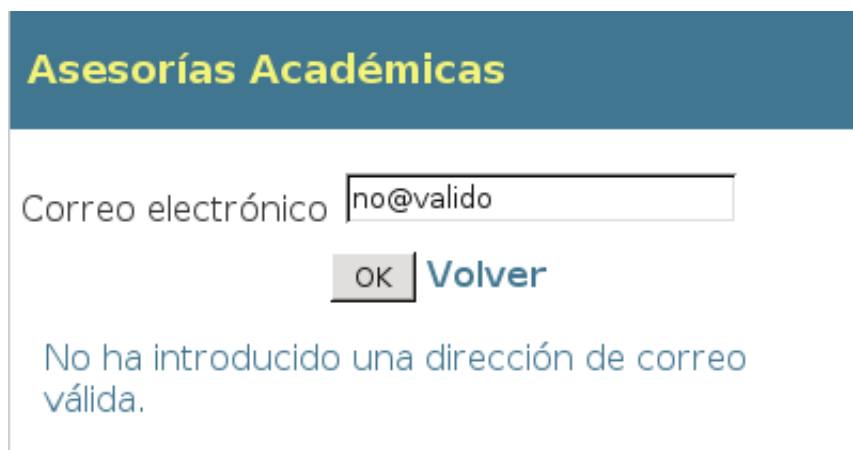 Asesorías Académicas
Correo electrónico no@valido
OK Volver
No ha introducido una dirección de correo
válida.